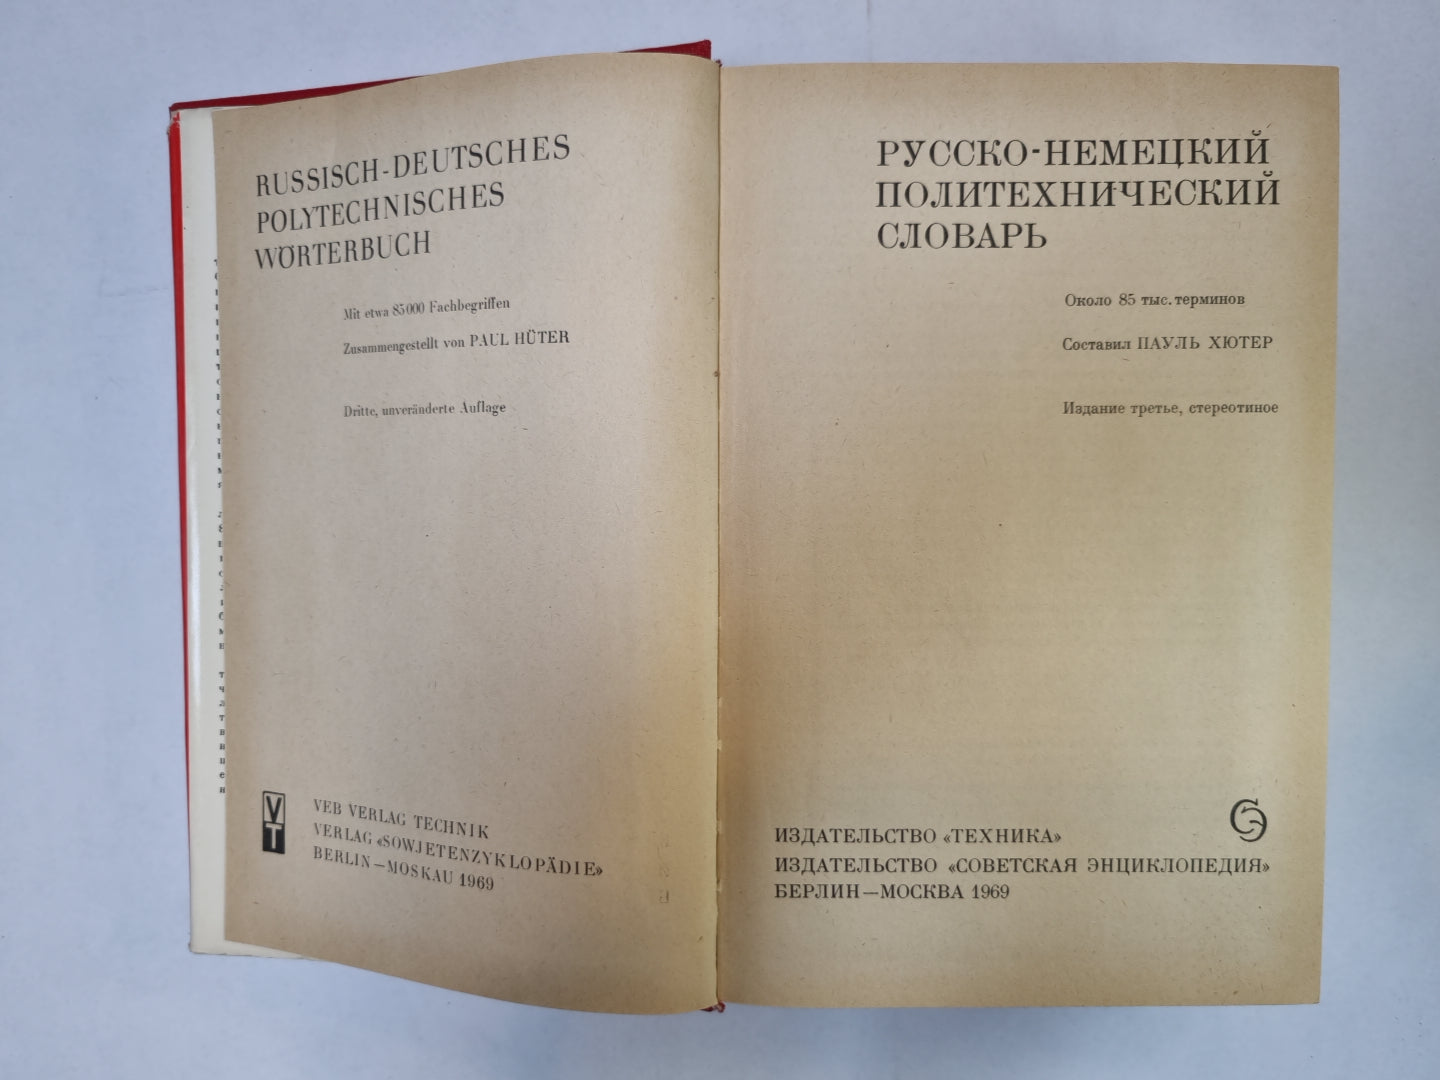 RUSSISCH-DEUTSCHES
POLYTECHNISCHES
WÖRTERBUCH
Mit etwa 85000 Fachbegriffen
Zusammengestellt von PAUL HÜTER
Dritte, unveränderte Auflage
VT
VEB VERLAG TECHNIK
VERLAG «SOWJETENZYKLOPÄDIE»
BERLIN—MOSKAU 1969
РУССКО-НЕМЕЦКИЙ
ПОЛИТЕХНИЧЕСКИЙ
СЛОВАРЬ
Около 85 тыс. терминов
Составил ПАУЛЬ ХЮТЕР
Издание третье, стереотипное
СЭ
ИЗДАТЕЛЬСТВО «ТЕХНИКА»
ИЗДАТЕЛЬСТВО «СОВЕТСКАЯ ЭНЦИКЛОПЕДИЯ»
БЕРЛИН—МОСКВА 1969